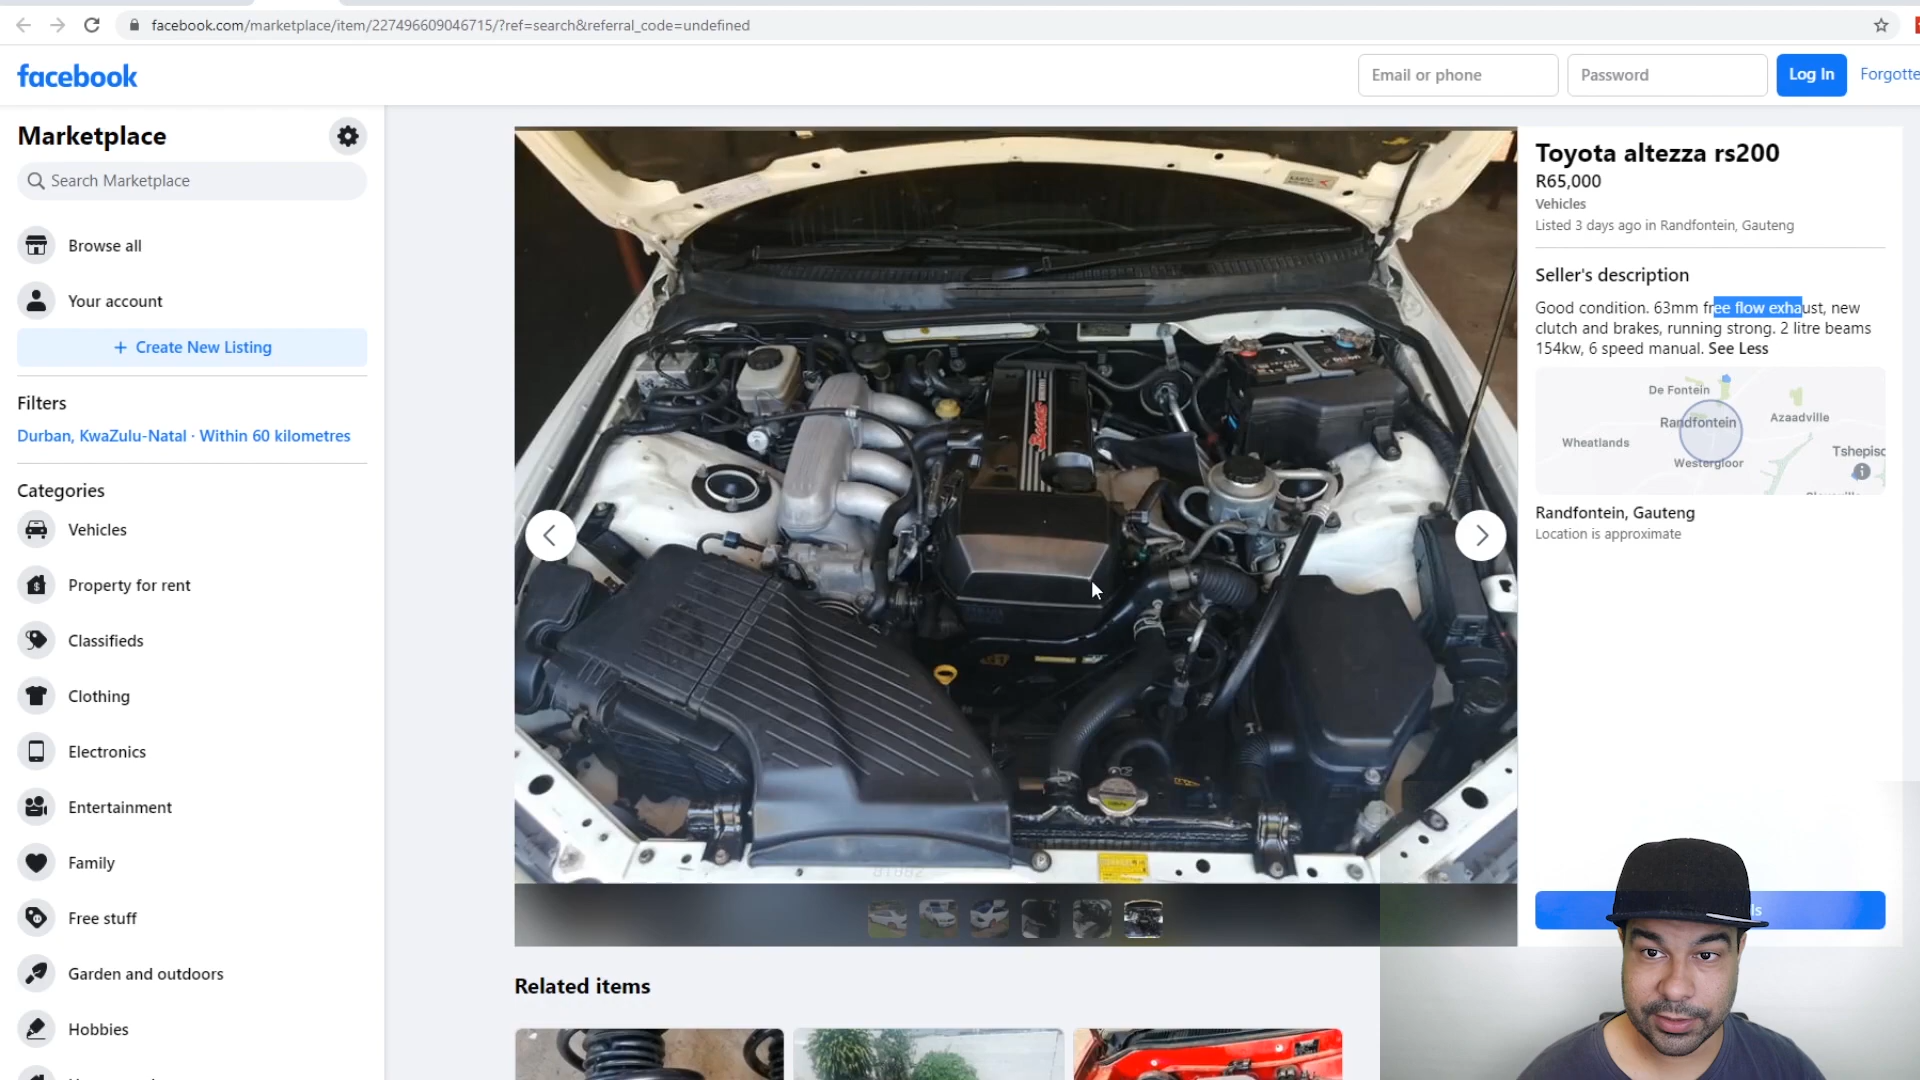 facebook.com/marketplace/item/227496609046715/?ref=search&referral_code=undefined
facebook
Email or phone
Password
Log In
Forgotte
Marketplace
Search Marketplace
Browse all
Your account
+ Create New Listing
Filters
Durban, KwaZulu-Natal · Within 60 kilometres
Categories
Vehicles
Property for rent
Classifieds
Clothing
Electronics
Entertainment
Family
Free stuff
Garden and outdoors
Hobbies
Beams
Related items
Toyota altezza rs200
R65,000
Vehicles
Listed 3 days ago in Randfontein, Gauteng
Seller's description
Good condition. 63mm free flow exhaust, new
clutch and brakes, running strong. 2 litre beams
154kw, 6 speed manual. See Less
De Fontein
Randfontein
Azaadville
Wheatlands
Tshepisc
Westergloor
Randfontein, Gauteng
Location is approximate
ls